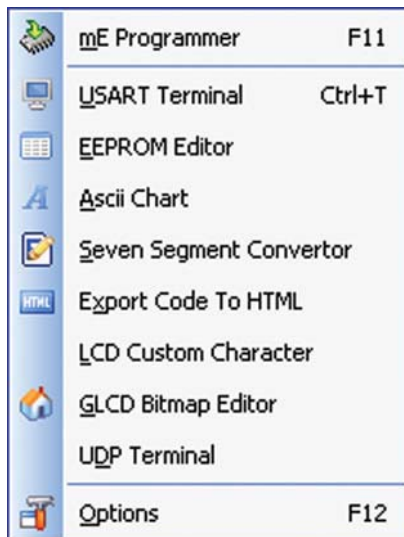 mE Programmer F11
USART Terminal Ctrl+T
EEPROM Editor
Ascii Chart
Seven Segment Convertor
HTML Export Code To HTML
LCD Custom Character
GLCD Bitmap Editor
UDP Terminal
Options F12